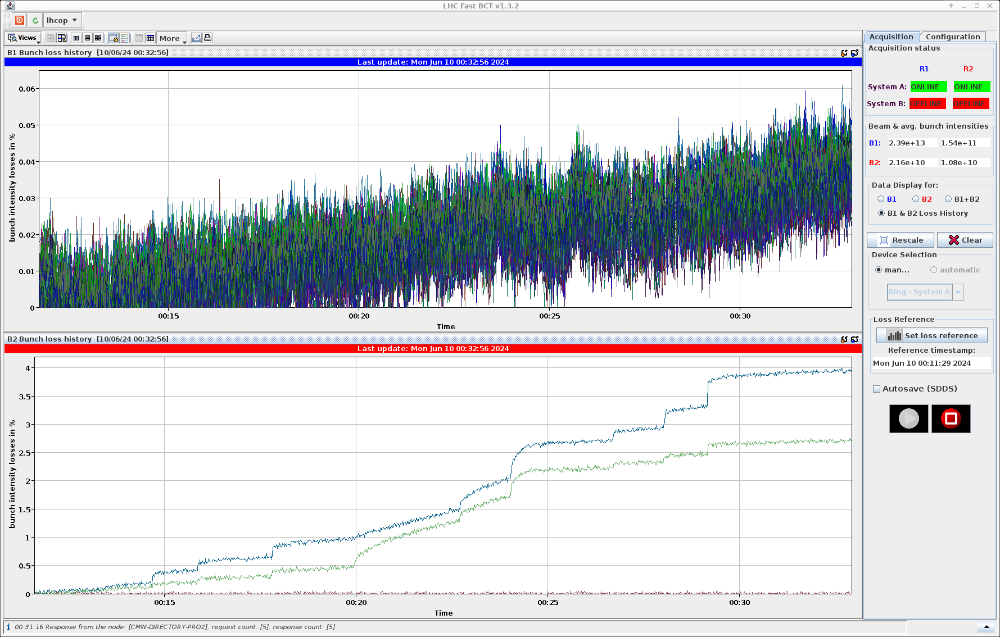 LHC Fast BCT v1.3.2
lhcop
Views More
Acquisition Configuration
B1 Bunch loss history [10/06/24 00:32:56]
Last update: Mon Jun 10 00:32:56 2024
bunch intensity losses in %
0.06
0.05
0.04
0.03
0.02
0.01
0
00:15 00:20 00:25 00:30
Time
B2 Bunch loss history [10/06/24 00:32:56]
Last update: Mon Jun 10 00:32:56 2024
bunch intensity losses in %
4
3.5
3
2.5
2
1.5
1
0.5
0
00:15 00:20 00:25 00:30
Time
Acquisition status
R1 R2
System A: ONLINE ONLINE
System B: OFFLINE OFFLINE
Beam & avg. bunch intensities
B1: 2.39e+13 1.54e+11
B2: 2.16e+10 1.08e+10
Data Display for:
B1 B2 B1+B2
B1 & B2 Loss History
Rescale Clear
Device Selection
man... automatic
Ring - System A
Loss Reference
Set loss reference
Reference timestamp:
Mon Jun 10 00:11:29 2024
Autosave (SDDS)
00:31:16 Response from the node: [CMW-DIRECTORY-PRO2], request count: [5], response count: [5]